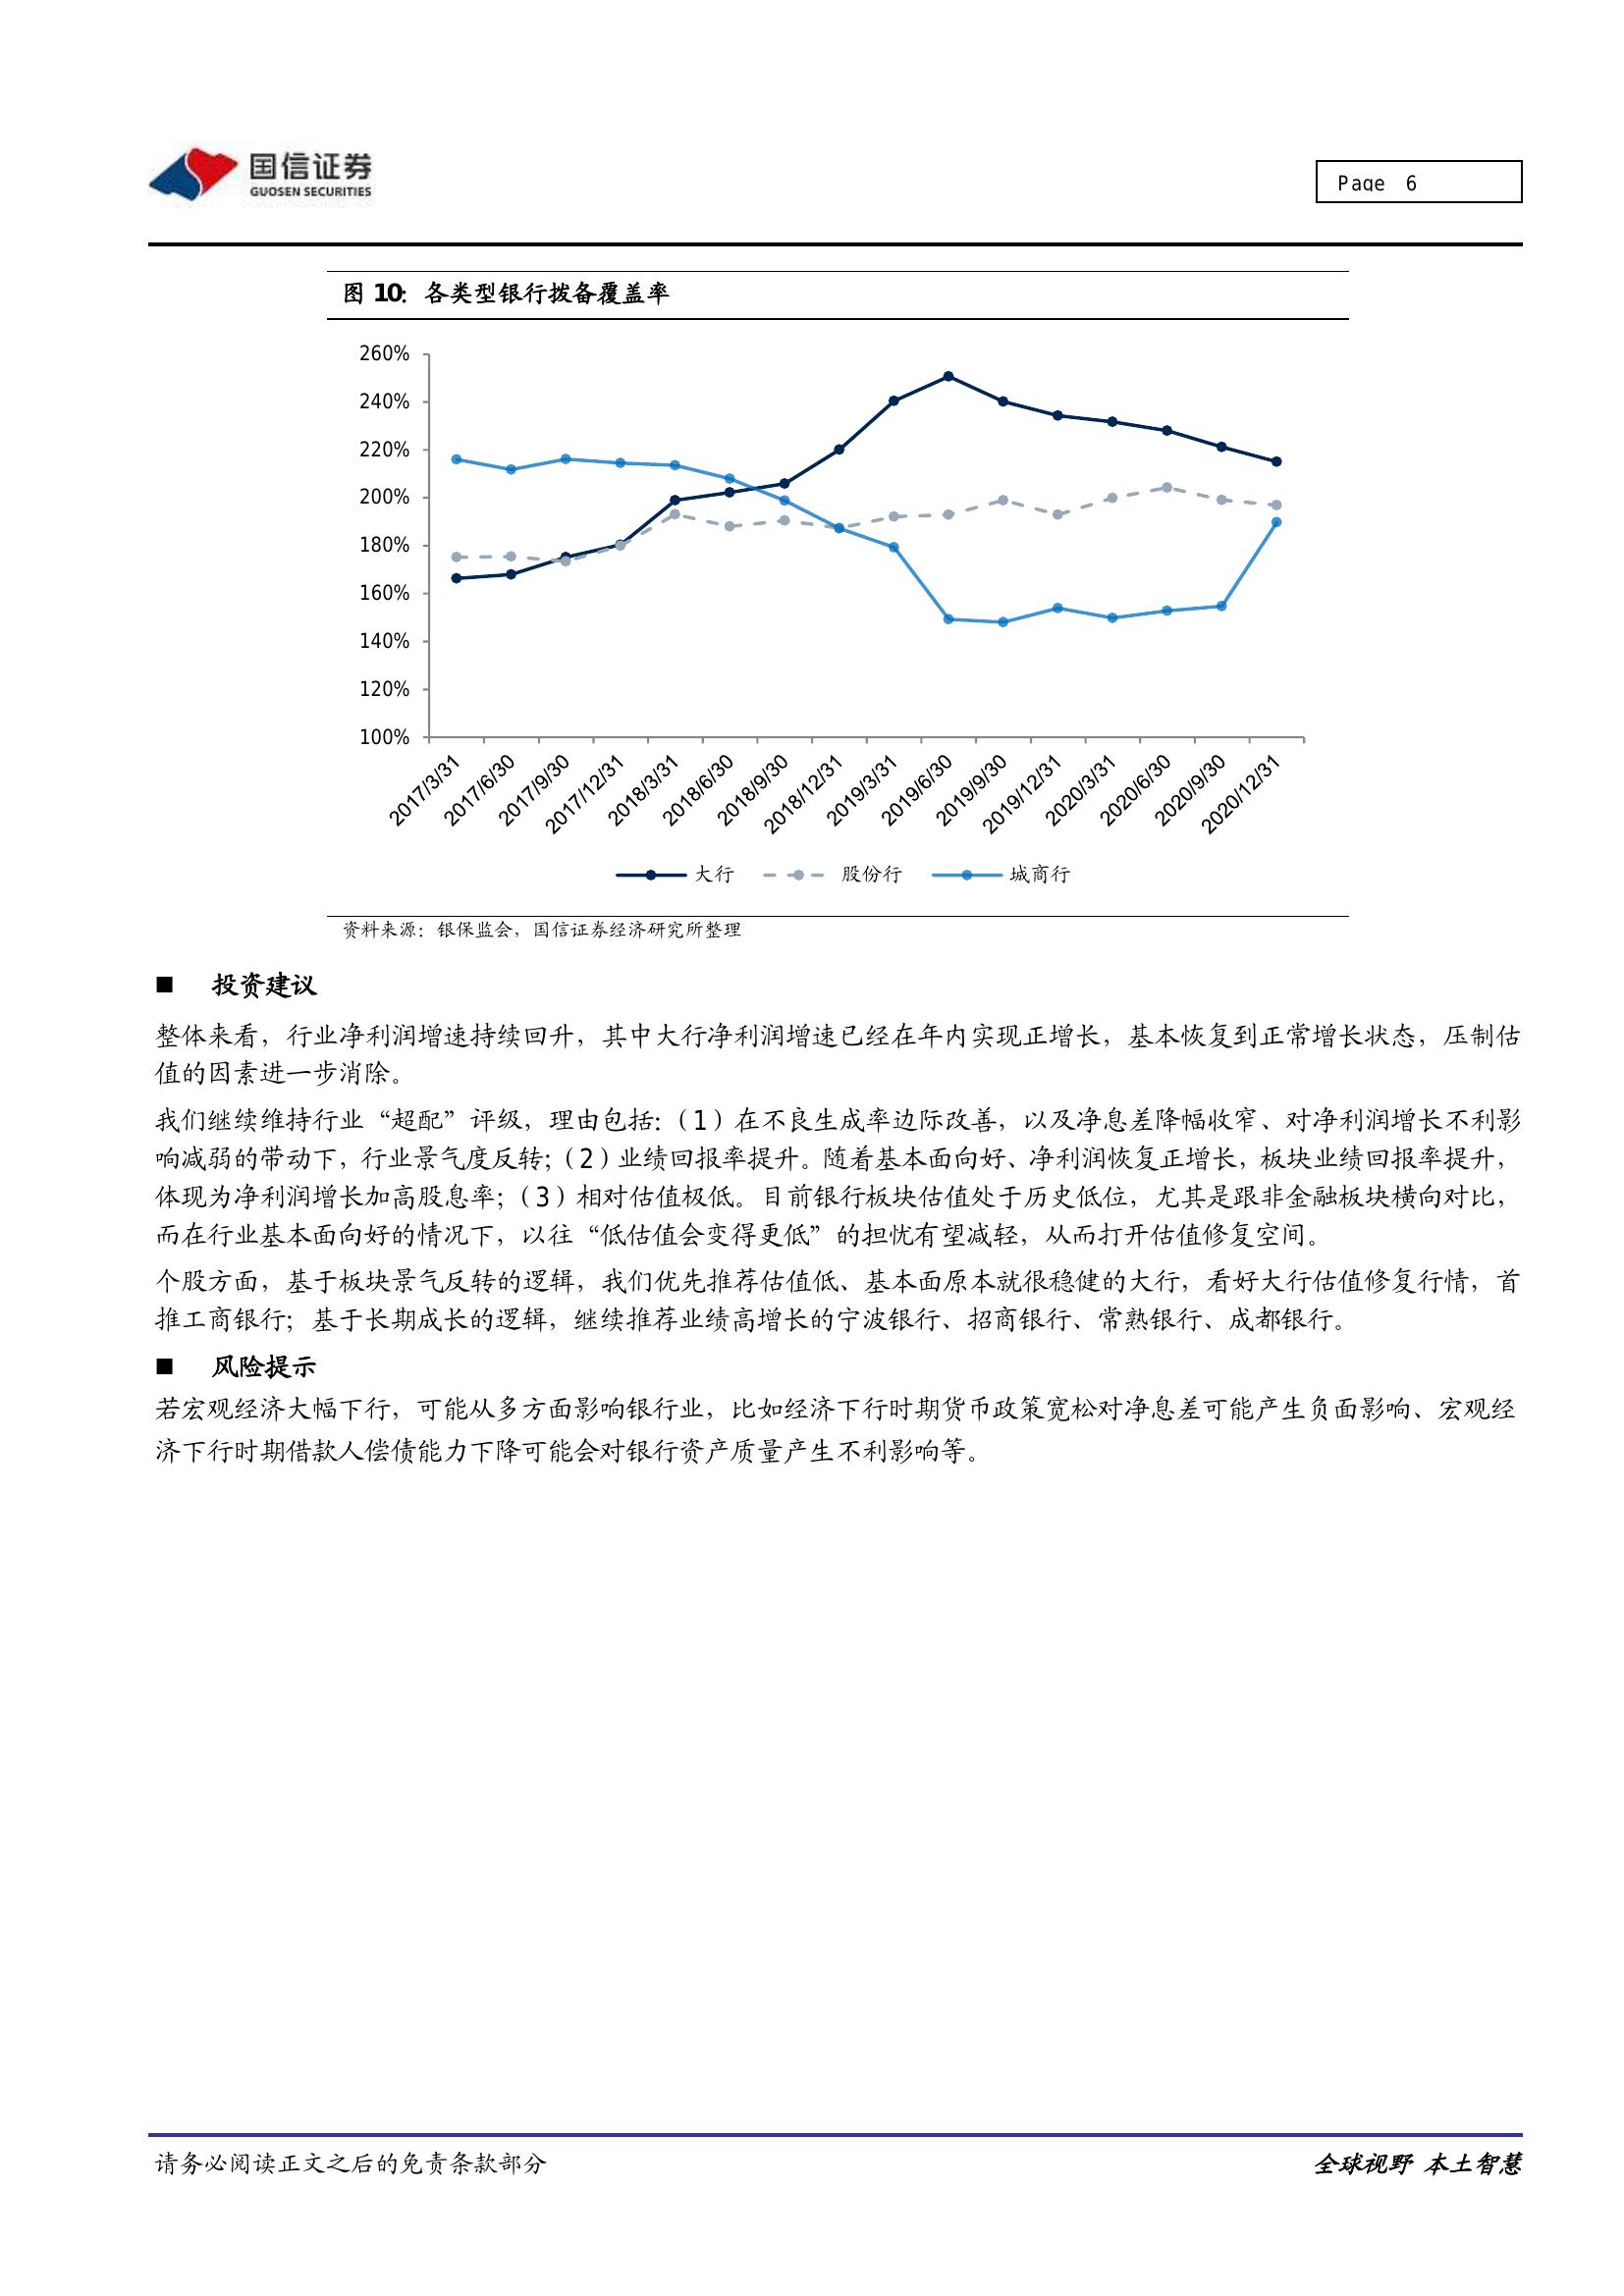 国信证券
GUOSEN SECURITIES
Page 6
图 10：各类型银行拨备覆盖率
260%
240%
220%
200%
180%
160%
140%
120%
100%
2017/3/31 2017/6/30 2017/9/30 2017/12/31 2018/3/31 2018/6/30 2018/9/30 2018/12/31 2019/3/31 2019/6/30 2019/9/30 2019/12/31 2020/3/31 2020/6/30 2020/9/30 2020/12/31
大行 股份行 城商行
资料来源：银保监会，国信证券经济研究所整理
■ 投资建议
整体来看，行业净利润增速持续回升，其中大行净利润增速已经在年内实现正增长，基本恢复到正常增长状态，压制估
值的因素进一步消除。
我们继续维持行业“超配”评级，理由包括：（1）在不良生成率边际改善，以及净息差降幅收窄、对净利润增长不利影
响减弱的带动下，行业景气度反转；（2）业绩回报率提升。随着基本面向好、净利润恢复正增长，板块业绩回报率提升，
体现为净利润增长加高股息率；（3）相对估值极低。目前银行板块估值处于历史低位，尤其是跟非金融板块横向对比，
而在行业基本面向好的情况下，以往“低估值会变得更低”的担忧有望减轻，从而打开估值修复空间。
个股方面，基于板块景气反转的逻辑，我们优先推荐估值低、基本面原本就很稳健的大行，看好大行估值修复行情，首
推工商银行；基于长期成长的逻辑，继续推荐业绩高增长的宁波银行、招商银行、常熟银行、成都银行。
■ 风险提示
若宏观经济大幅下行，可能从多方面影响银行业，比如经济下行时期货币政策宽松对净息差可能产生负面影响、宏观经
济下行时期借款人偿债能力下降可能会对银行资产质量产生不利影响等。
请务必阅读正文之后的免责条款部分
全球视野 本土智慧